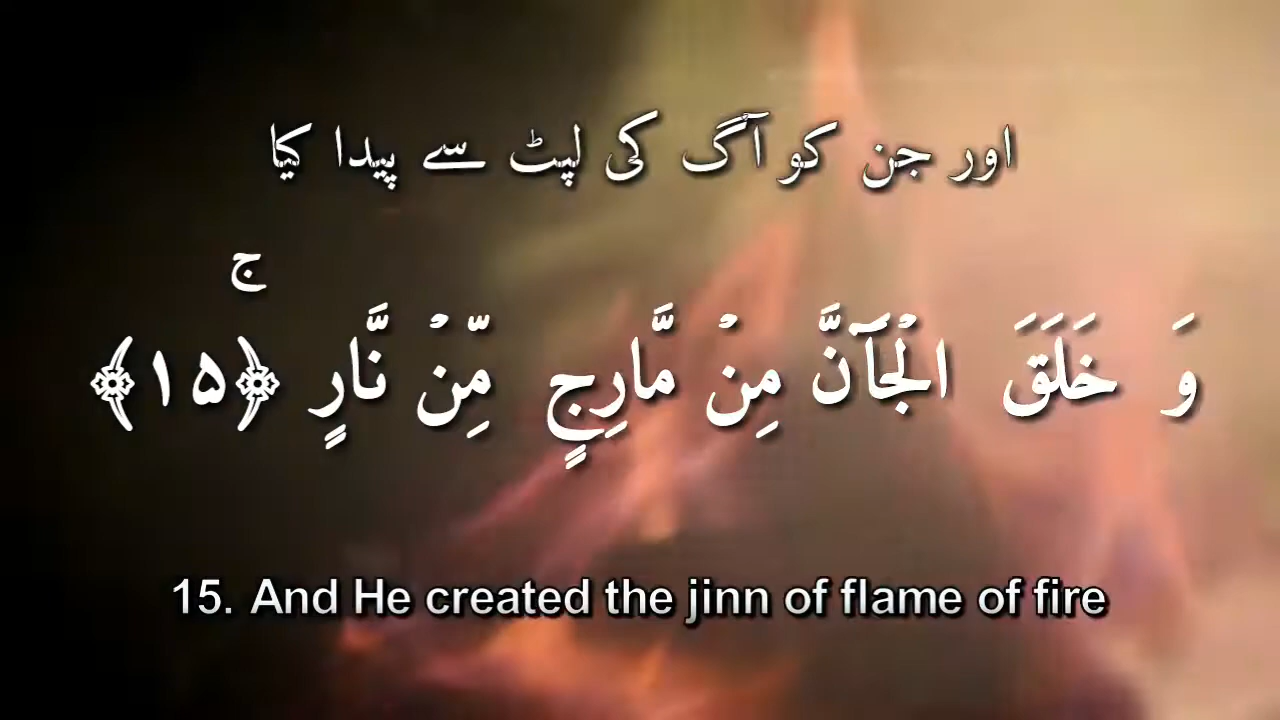 اور جن کو آگ کی لپٹ سے پیدا کیا
ج
وَ خَلَقَ الْجَآنَّ مِنْ مَّارِجٍ مِّنْ نَّارٍ ﴿۱۵﴾
15. And He created the jinn of flame of fire